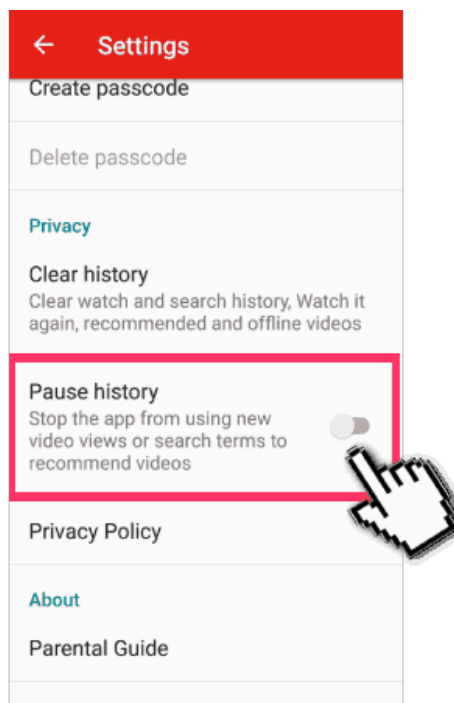 Settings
Create passcode
Delete passcode
Privacy
Clear history
Clear watch and search history, Watch it
again, recommended and offline videos
Pause history
Stop the app from using new
video views or search terms to
recommend videos
Privacy Policy
About
Parental Guide